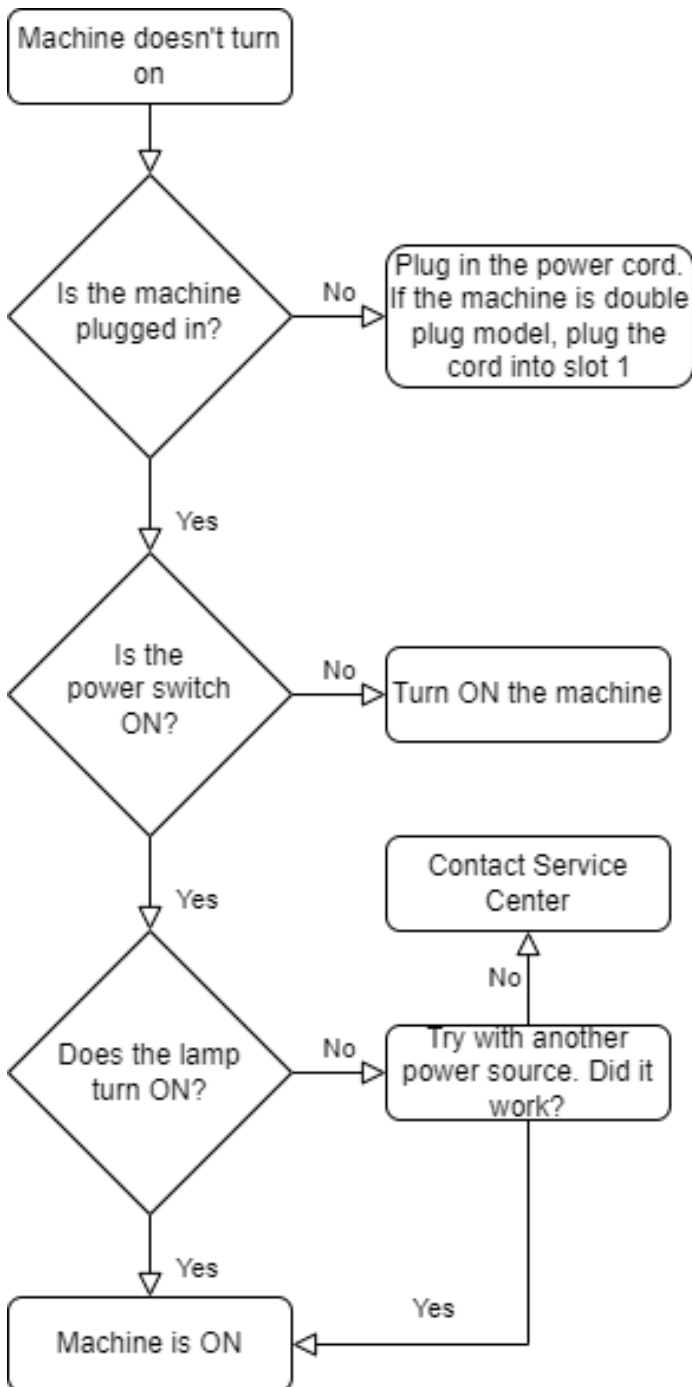 Machine doesn't turn
on
Is the machine
plugged in?
No
Plug in the power cord.
If the machine is double
plug model, plug the
cord into slot 1
Yes
Is the
power switch
ON?
No
Turn ON the machine
Yes
Contact Service
Center
No
Does the lamp
turn ON?
No
Try with another
power source. Did it
work?
Yes
Yes
Machine is ON